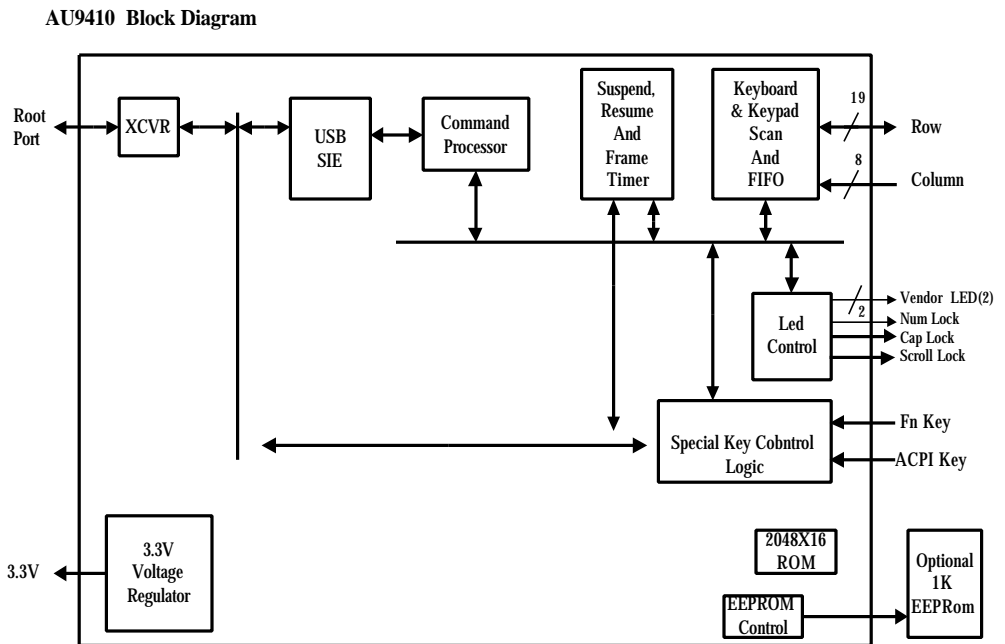 AU9410 Block Diagram
Root
Port
XCVR
USB
SIE
Command
Processor
Suspend,
Resume
And
Frame
Timer
Keyboard
& Keypad
Scan
And
FIFO
19
Row
8
Column
Led
Control
Vendor LED(2)
2
Num Lock
Cap Lock
Scroll Lock
Special Key Cobntrol
Logic
Fn Key
ACPI Key
3.3V
3.3V
Voltage
Regulator
2048X16
ROM
EEPROM
Control
Optional
1K
EEPRom